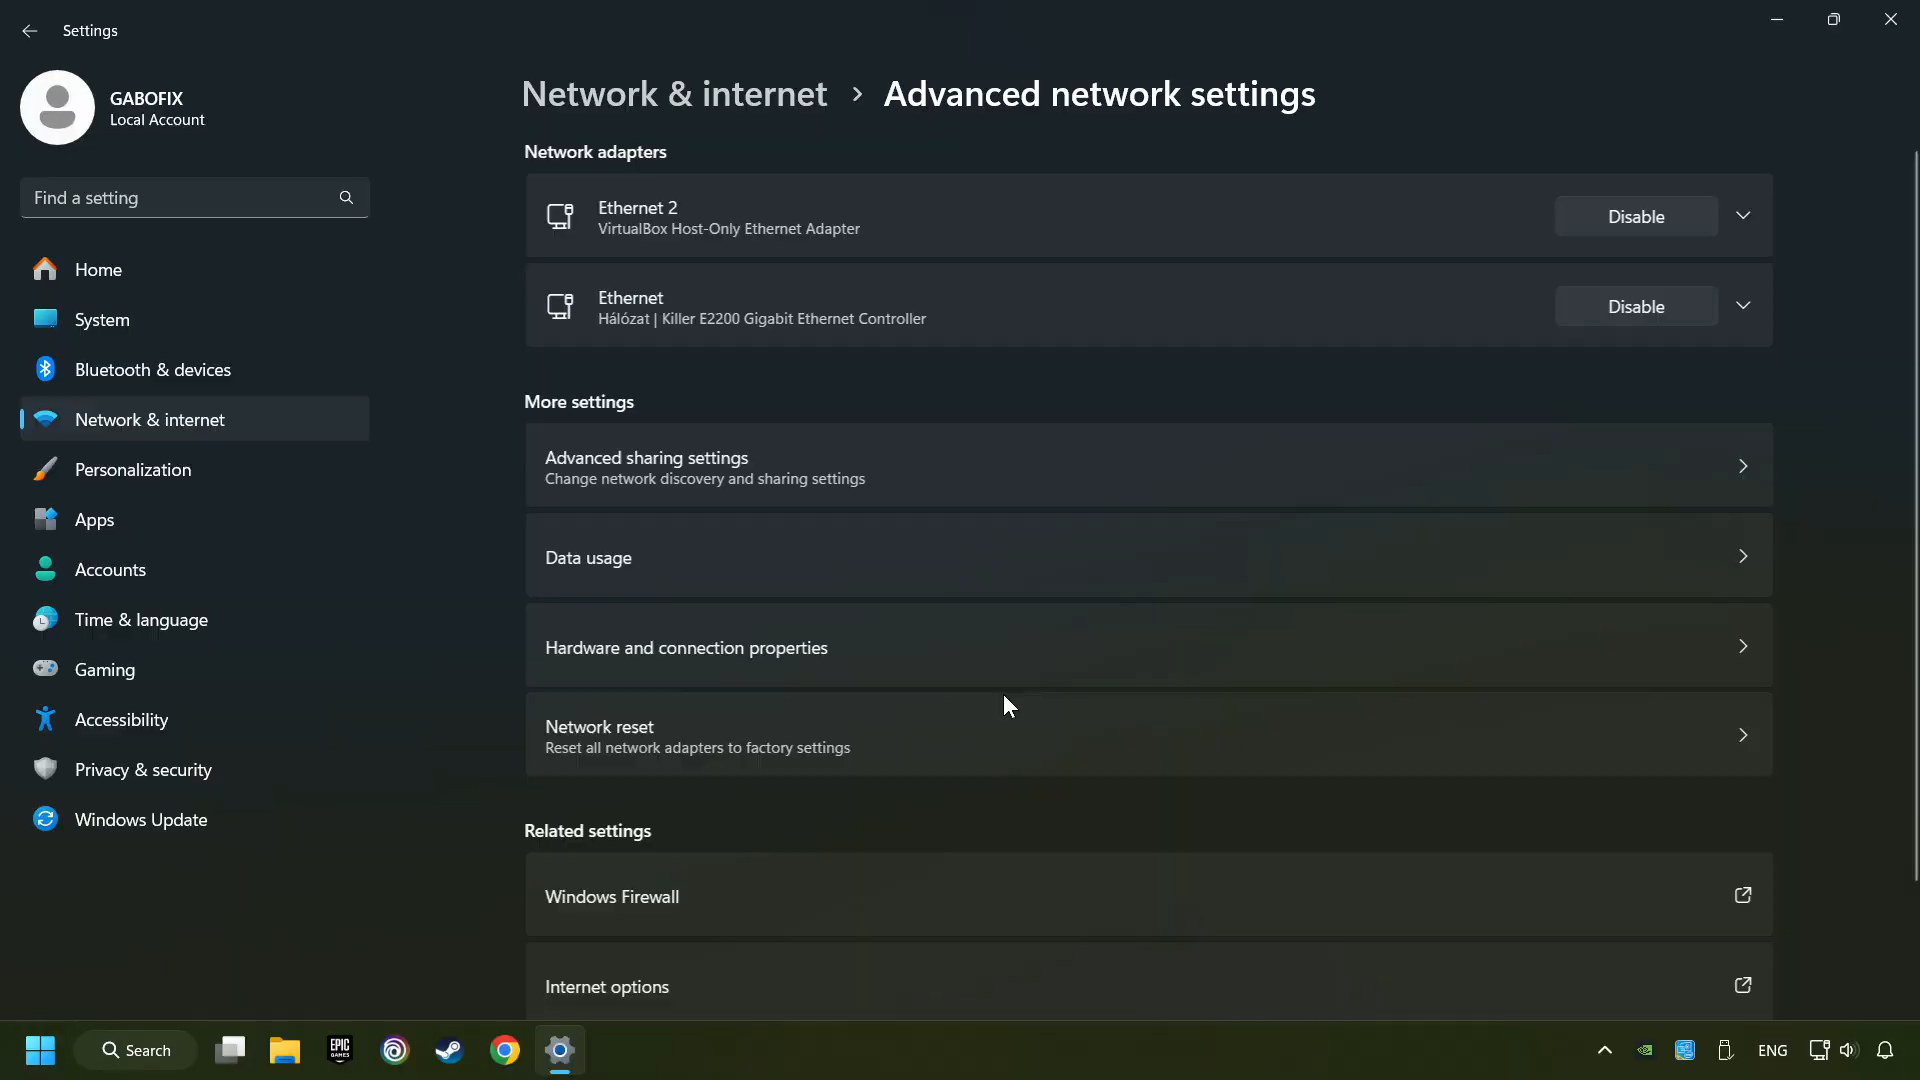 Settings
GABOFIX
Local Account
Find a setting
Home
System
Bluetooth & devices
Network & internet
Personalization
Apps
Accounts
Time & language
Gaming
Accessibility
Privacy & security
Windows Update
Network & internet > Advanced network settings
Network adapters
Ethernet 2
VirtualBox Host-Only Ethernet Adapter
Disable
Ethernet
Hálózat | Killer E2200 Gigabit Ethernet Controller
Disable
More settings
Advanced sharing settings
Change network discovery and sharing settings
Data usage
Hardware and connection properties
Network reset
Reset all network adapters to factory settings
Related settings
Windows Firewall
Internet options
Search
EPIC
GAMES
ENG